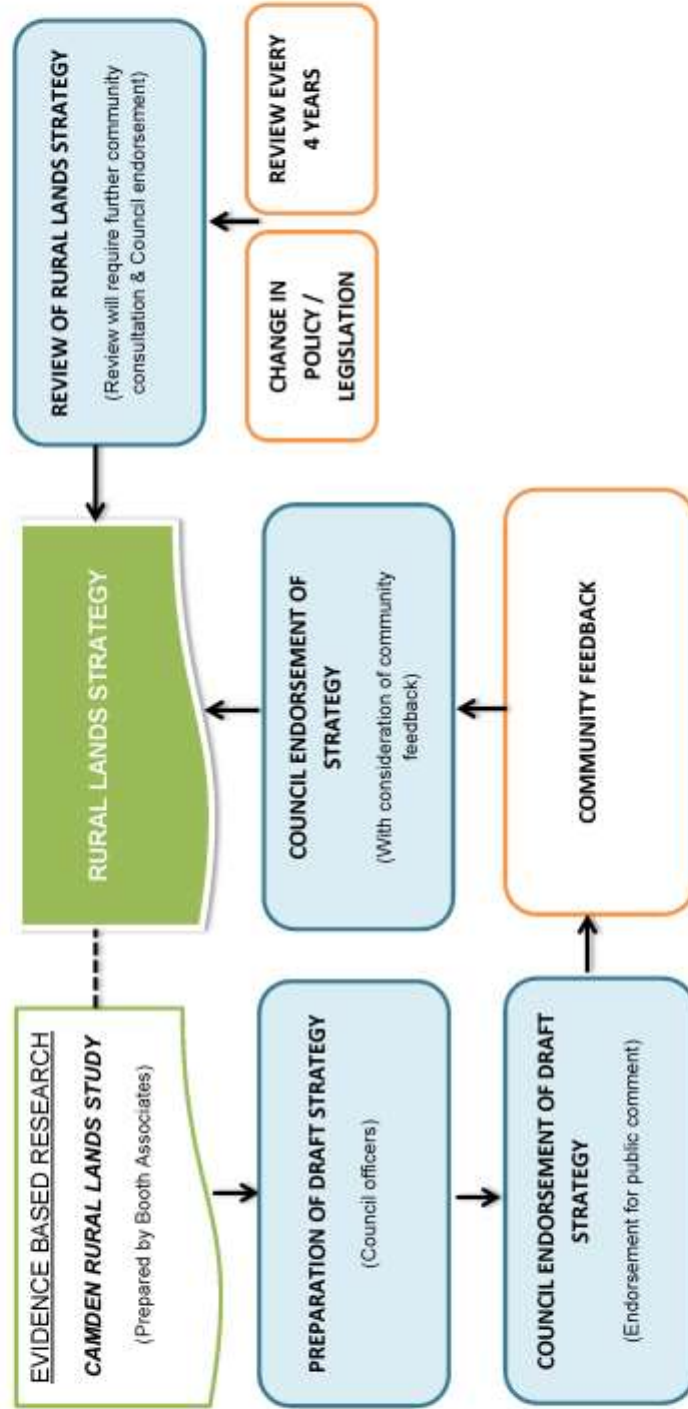 EVIDENCE BASED RESEARCH
CAMDEN RURAL LANDS STUDY
(Prepared by Booth Associates)
PREPARATION OF DRAFT STRATEGY
(Council officers)
COUNCIL ENDORSEMENT OF DRAFT
STRATEGY
(Endorsement for public comment)
COMMUNITY FEEDBACK
COUNCIL ENDORSEMENT OF
STRATEGY
(With consideration of community
feedback)
RURAL LANDS STRATEGY
REVIEW OF RURAL LANDS STRATEGY
(Review will require further community
consultation & Council endorsement)
CHANGE IN
POLICY /
LEGISLATION
REVIEW EVERY
4 YEARS